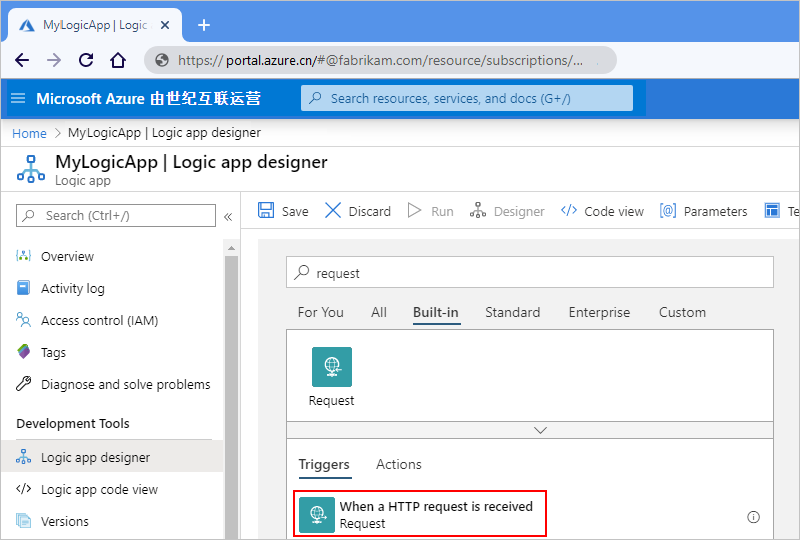 MyLogicApp | Logic
https://portal.azure.cn/#@fabrikam.com/resource/subscriptions/...
Microsoft Azure 由世纪互联运营
Search resources, services, and docs (G+/)
Home > MyLogicApp | Logic app designer
MyLogicApp | Logic app designer
Logic app
Search (Ctrl+/)
«
Save
Discard
Run
Designer
Code view
Parameters
Te
Overview
Activity log
Access control (IAM)
Tags
Diagnose and solve problems
Development Tools
Logic app designer
Logic app code view
Versions
request
For You
All
Built-in
Standard
Enterprise
Custom
Request
Triggers
Actions
When a HTTP request is received
Request